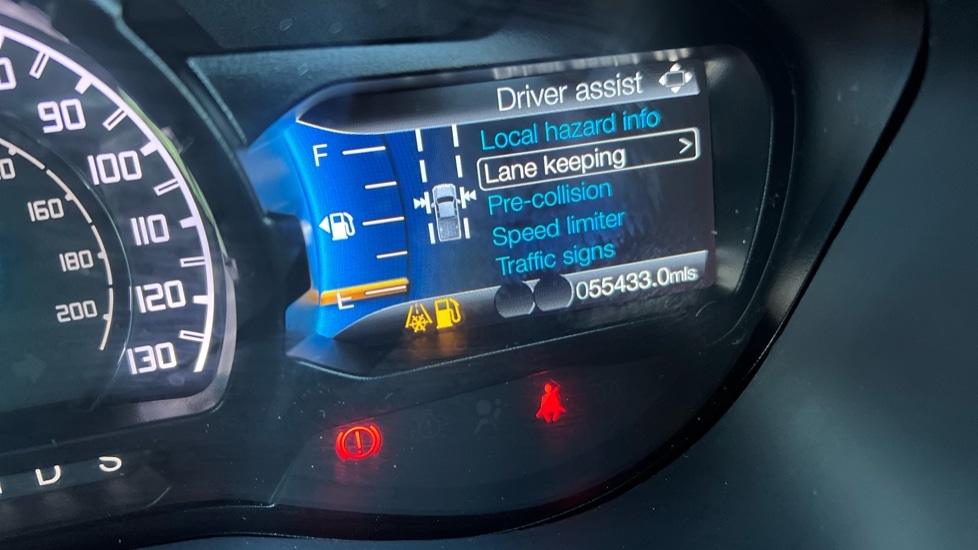 90
100
110
120
130
160
180
200
Driver assist
Local hazard info
Lane keeping >
Pre-collision
Speed limiter
Traffic signs
F
E
055433.0mls
D S